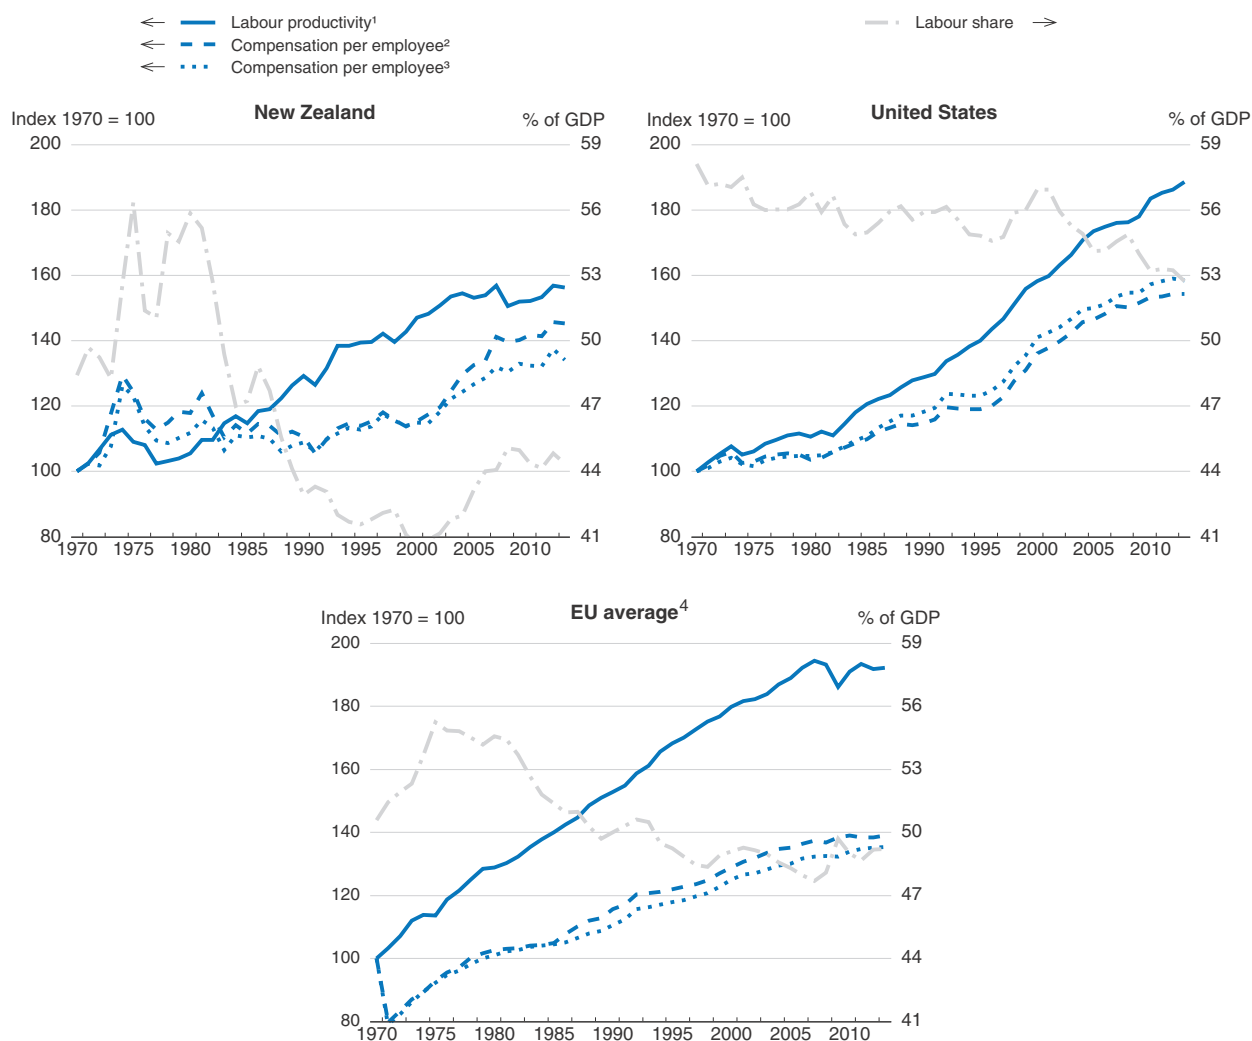 Labour productivity¹
Compensation per employee²
Compensation per employee³
Labour share
New Zealand
Index 1970 = 100
% of GDP
200
180
160
140
120
100
80
59
56
53
50
47
44
41
1970 1975 1980 1985 1990 1995 2000 2005 2010
United States
Index 1970 = 100
% of GDP
200
180
160
140
120
100
80
59
56
53
50
47
44
41
1970 1975 1980 1985 1990 1995 2000 2005 2010
EU average⁴
Index 1970 = 100
% of GDP
200
180
160
140
120
100
80
59
56
53
50
47
44
41
1970 1975 1980 1985 1990 1995 2000 2005 2010